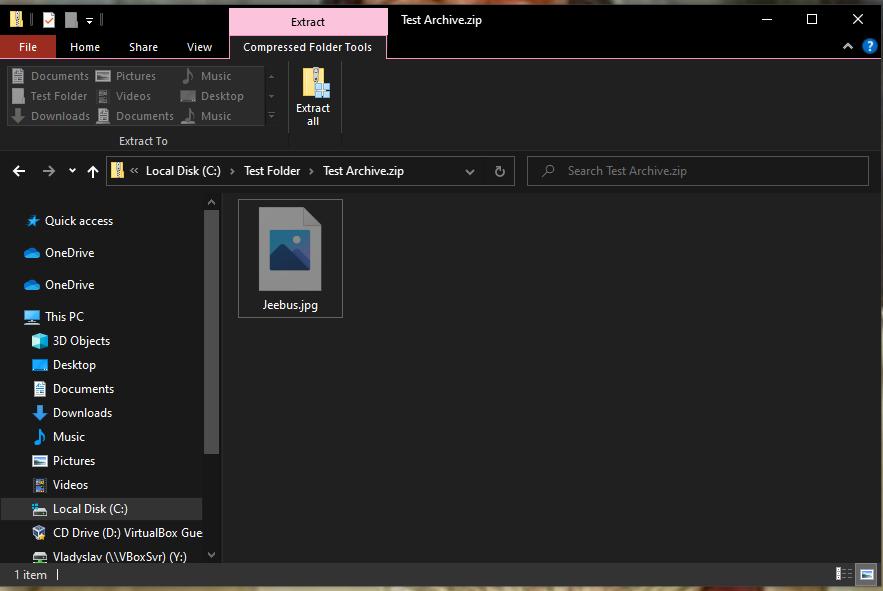 Extract
Test Archive.zip
File Home Share View Compressed Folder Tools
Documents Pictures Music
Test Folder Videos Desktop
Downloads Documents Music
Extract
all
Extract To
« Local Disk (C:) › Test Folder › Test Archive.zip
Search Test Archive.zip
Quick access
OneDrive
OneDrive
This PC
3D Objects
Desktop
Documents
Downloads
Music
Pictures
Videos
Local Disk (C:)
CD Drive (D:) VirtualBox Gue
Vladyslav (\\VBoxSvr) (Y:)
Jeebus.jpg
1 item